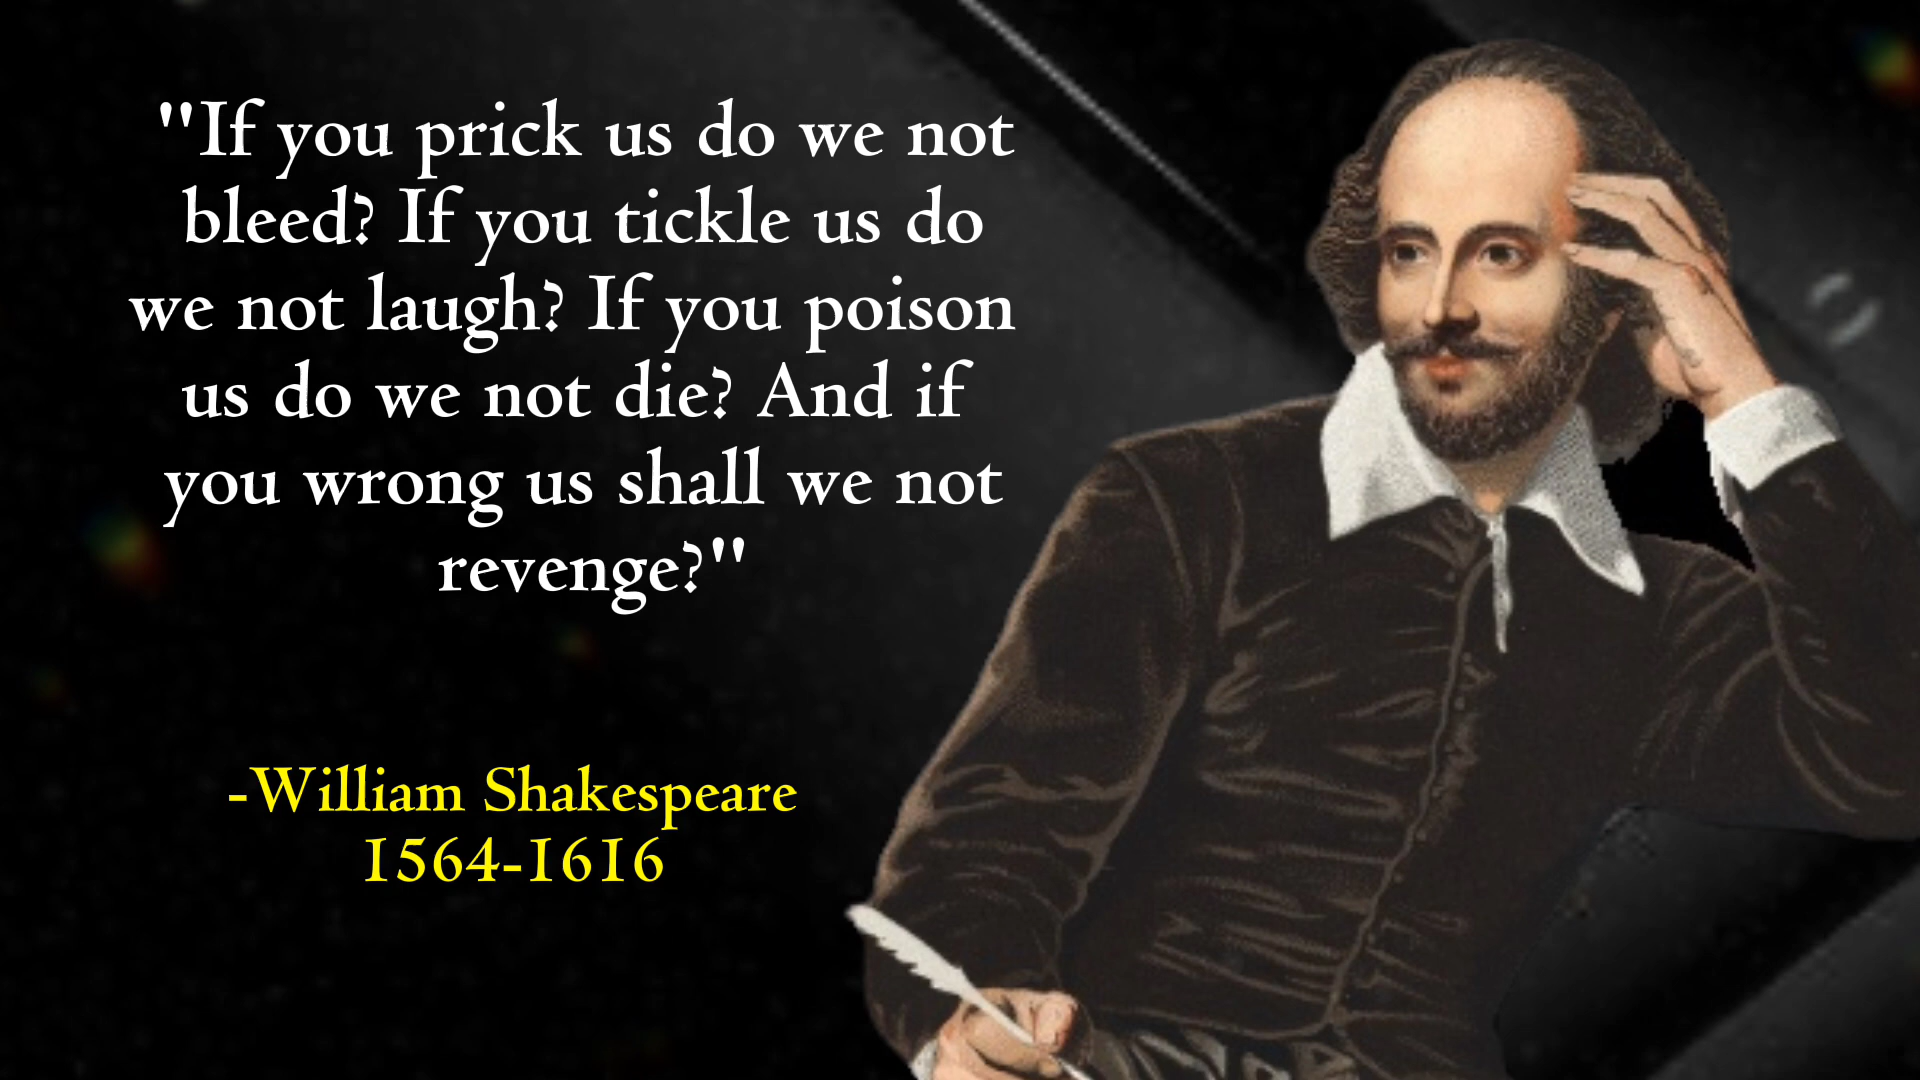 "If you prick us do we not
bleed? If you tickle us do
we not laugh? If you poison
us do we not die? And if
you wrong us shall we not
revenge?"
-William Shakespeare
1564-1616